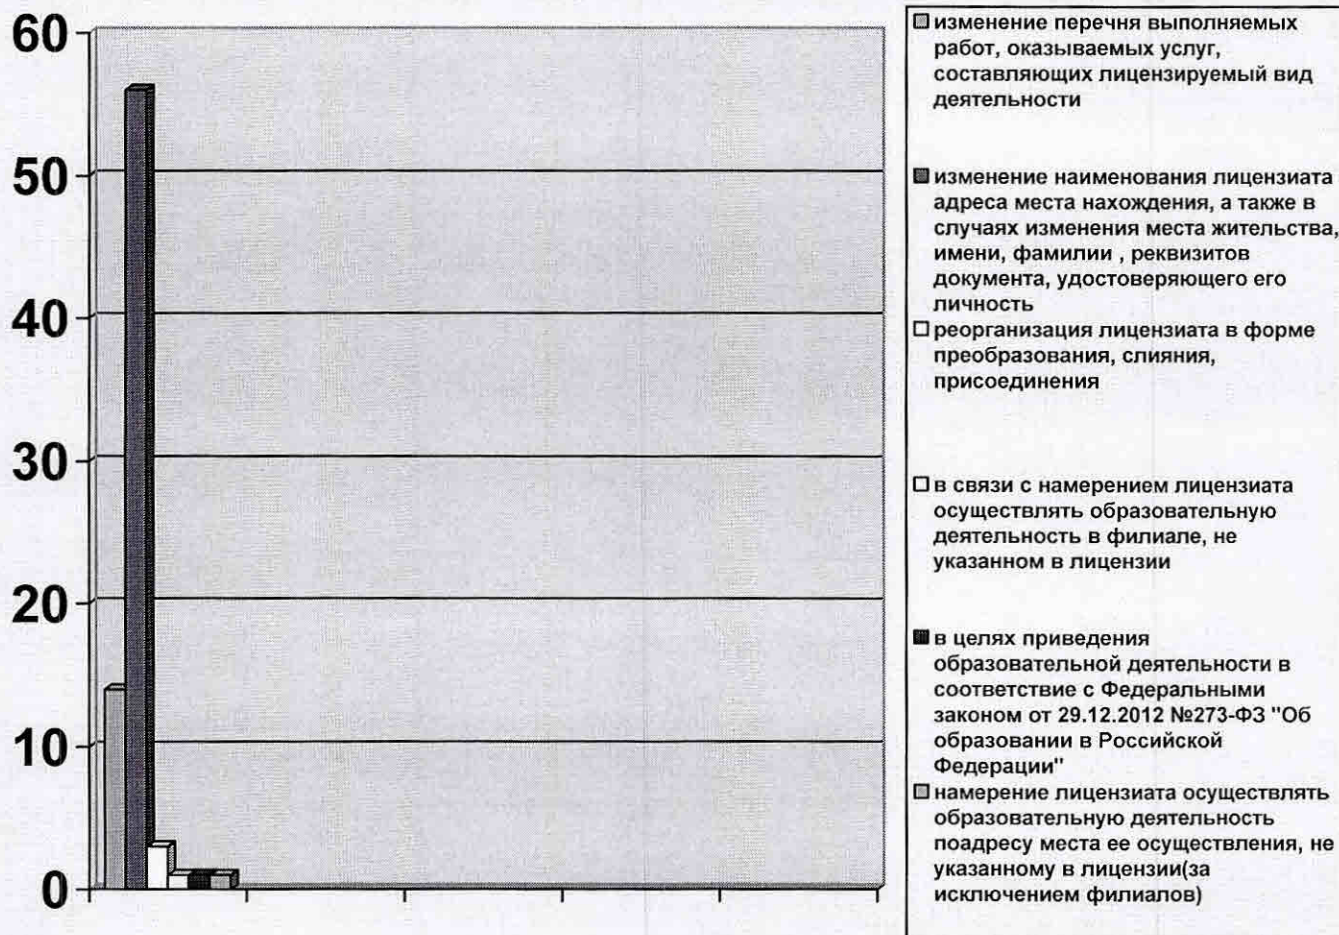 60
50
40
30
20
10
0
изменение перечня выполняемых
работ, оказываемых услуг,
составляющих лицензируемый вид
деятельности
изменение наименования лицензиата
адреса места нахождения, а также в
случаях изменения места жительства,
имени, фамилии , реквизитов
документа, удостоверяющего его
личность
реорганизация лицензиата в форме
преобразования, слияния,
присоединения
в связи с намерением лицензиата
осуществлять образовательную
деятельность в филиале, не
указанном в лицензии
в целях приведения
образовательной деятельности в
соответствие с Федеральными
законом от 29.12.2012 №273-ФЗ "Об
образовании в Российской
Федерации"
намерение лицензиата осуществлять
образовательную деятельность
поадресу места ее осуществления, не
указанному в лицензии(за
исключением филиалов)